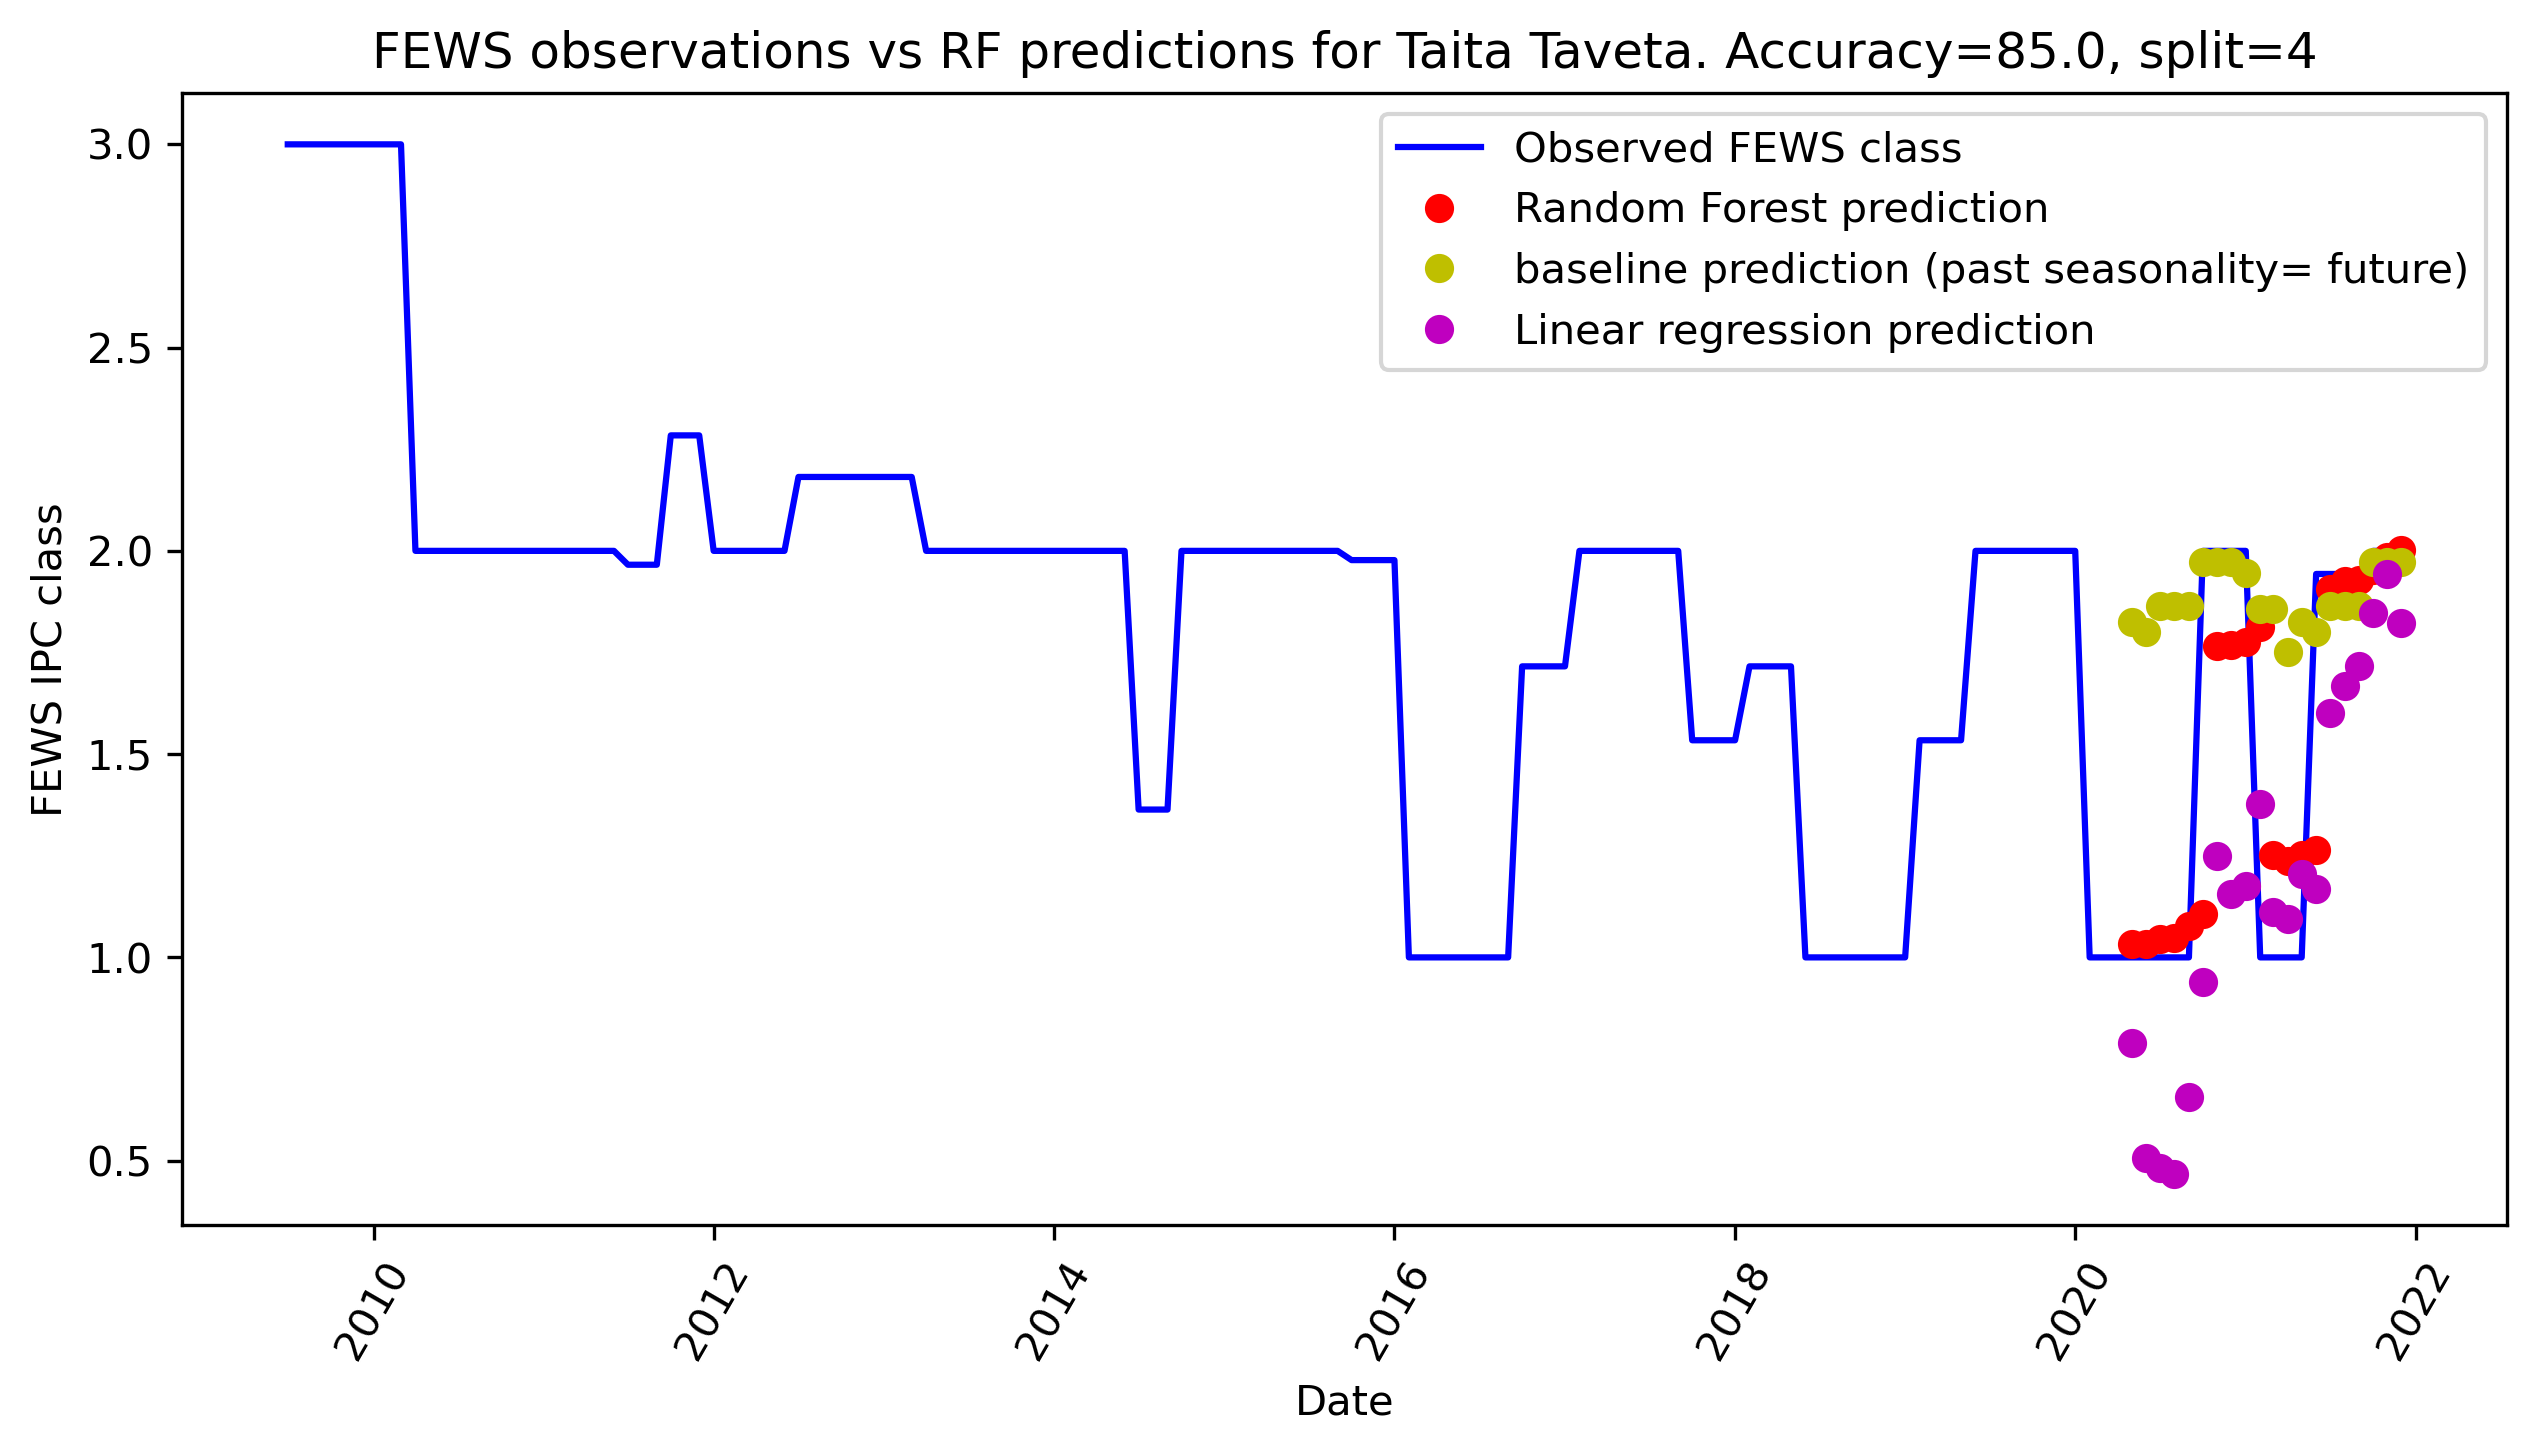 FEWS observations vs RF predictions for Taita Taveta. Accuracy=85.0, split=4
Observed FEWS class
Random Forest prediction
baseline prediction (past seasonality= future)
Linear regression prediction
FEWS IPC class
3.0
2.5
2.0
1.5
1.0
0.5
2010
2012
2014
2016
2018
2020
2022
Date